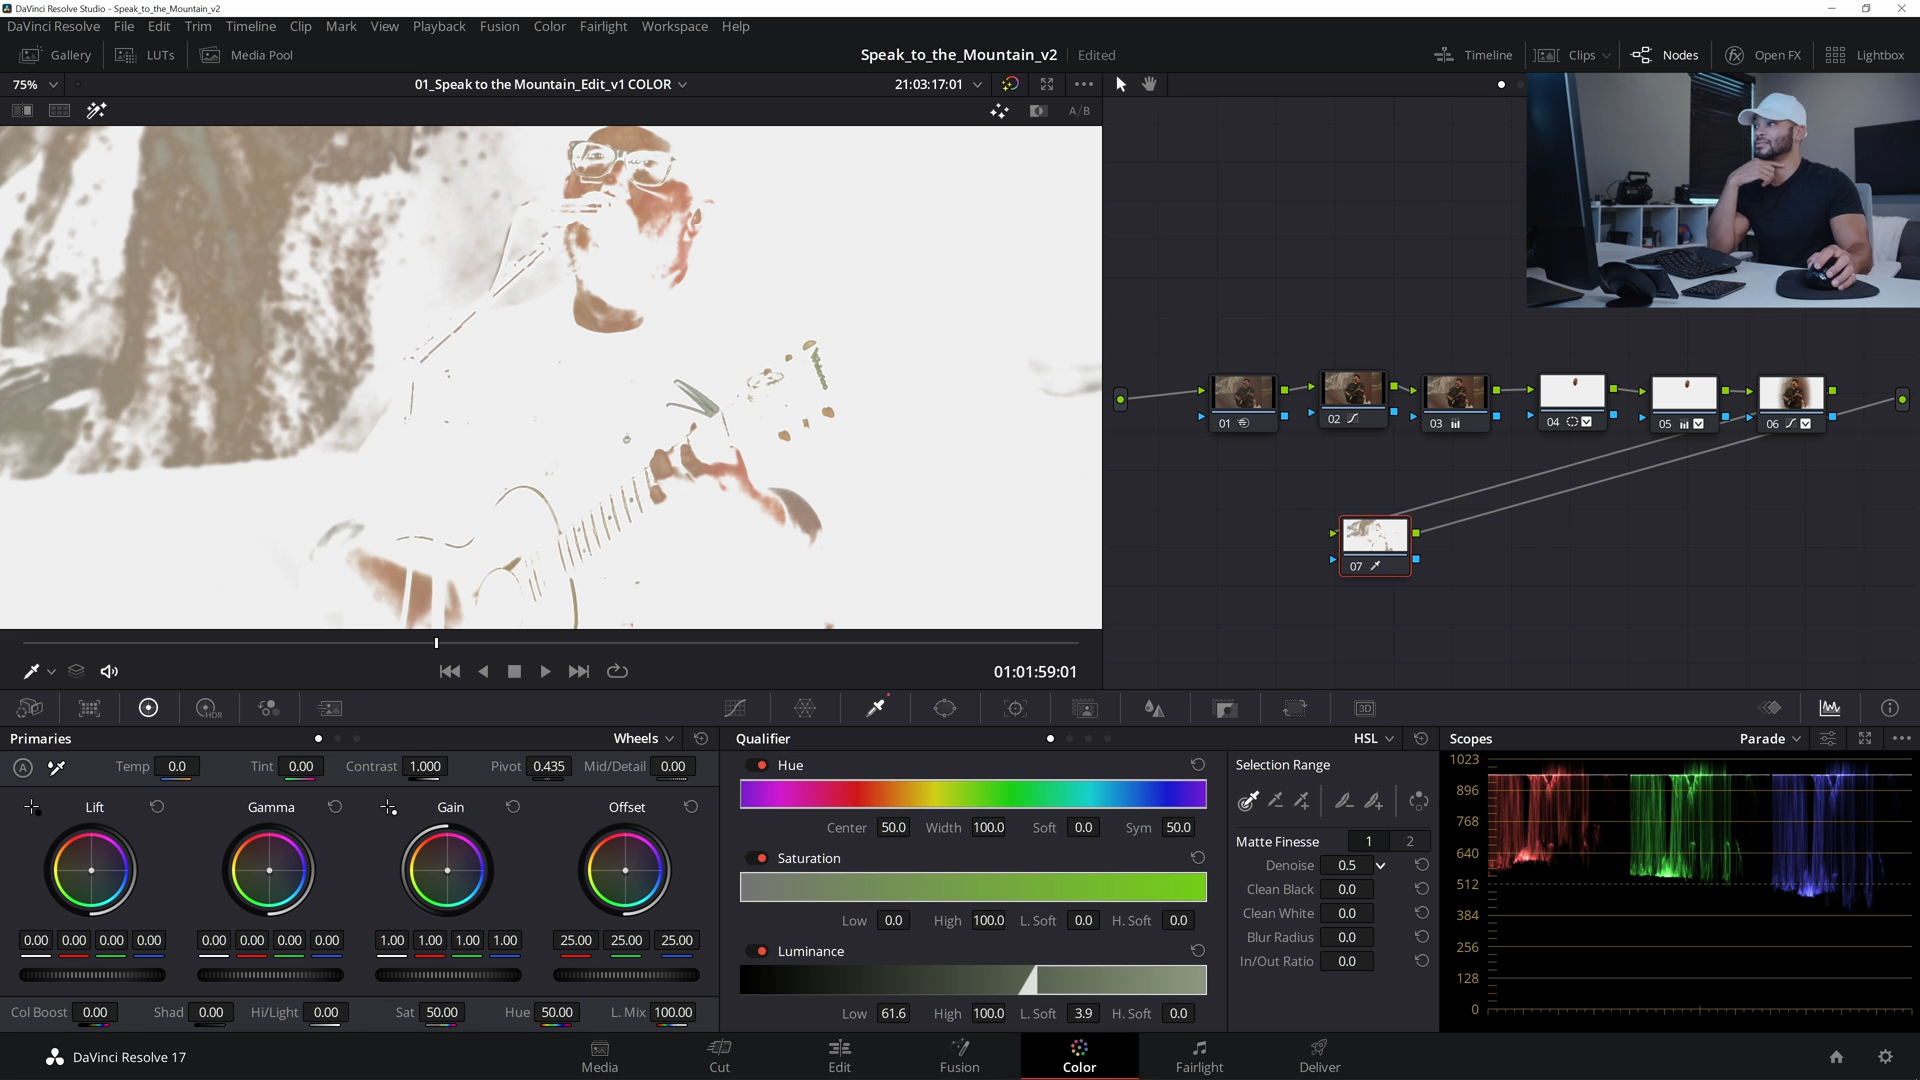 DaVinci Resolve Studio - Speak_to_the_Mountain_v2
DaVinci Resolve File Edit Trim Timeline Clip Mark View Playback Fusion Color Fairlight Workspace Help
Gallery LUTs Media Pool Speak_to_the_Mountain_v2 Edited Timeline Clips Nodes Open FX Lightbox
75% 01_Speak to the Mountain_Edit_v1 COLOR 21:03:17:01
A/B
01 02 03 04 05 06
07
01:01:59:01
HDR 3D
Primaries Wheels Qualifier HSL Scopes Parade
A Temp 0.0 Tint 0.00 Contrast 1.000 Pivot 0.435 Mid/Detail 0.00
Lift Gamma Gain Offset
0.00 0.00 0.00 0.00 0.00 0.00 0.00 0.00 1.00 1.00 1.00 1.00 25.00 25.00 25.00
Col Boost 0.00 Shad 0.00 Hi/Light 0.00 Sat 50.00 Hue 50.00 L. Mix 100.00
Hue
Center 50.0 Width 100.0 Soft 0.0 Sym 50.0
Saturation
Low 0.0 High 100.0 L. Soft 0.0 H. Soft 0.0
Luminance
Low 61.6 High 100.0 L. Soft 3.9 H. Soft 0.0
Selection Range
Matte Finesse 1 2
Denoise 0.5
Clean Black 0.0
Clean White 0.0
Blur Radius 0.0
In/Out Ratio 0.0
1023
896
768
640
512
384
256
128
0
DaVinci Resolve 17 Media Cut Edit Fusion Color Fairlight Deliver